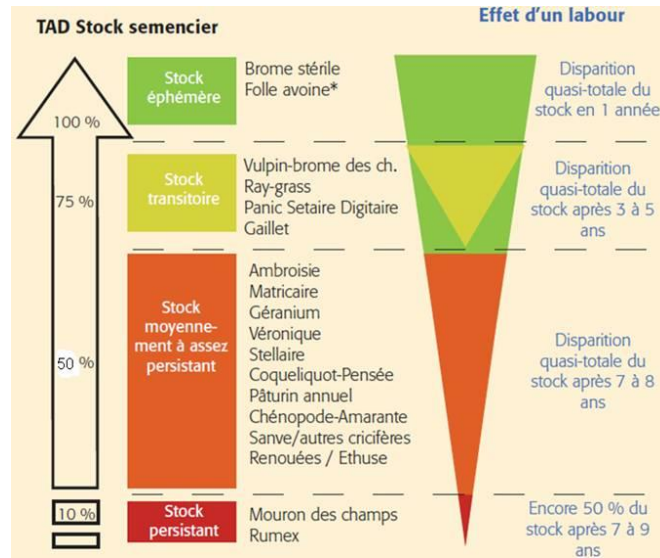 TAD Stock semencier
Effet d'un labour
100 %
Stock
éphémère
Brome stérile
Folle avoine*
Disparition
quasi-totale du
stock en 1 année
75 %
Stock
transitoire
Vulpin-brome des ch.
Ray-grass
Panic Setaire Digitaire
Gaillet
Disparition
quasi-totale du
stock après 3 à 5
ans
50 %
Stock
moyenne-
ment à assez
persistant
Ambroisie
Matricaire
Géranium
Véronique
Stellaire
Coqueliquot-Pensée
Pâturin annuel
Chénopode-Amarante
Sanve/autres cricifères
Renouées / Ethuse
Disparition
quasi-totale du
stock après 7 à 8
ans
10 %
Stock
persistant
Mouron des champs
Rumex
Encore 50 % du
stock après 7 à 9
ans